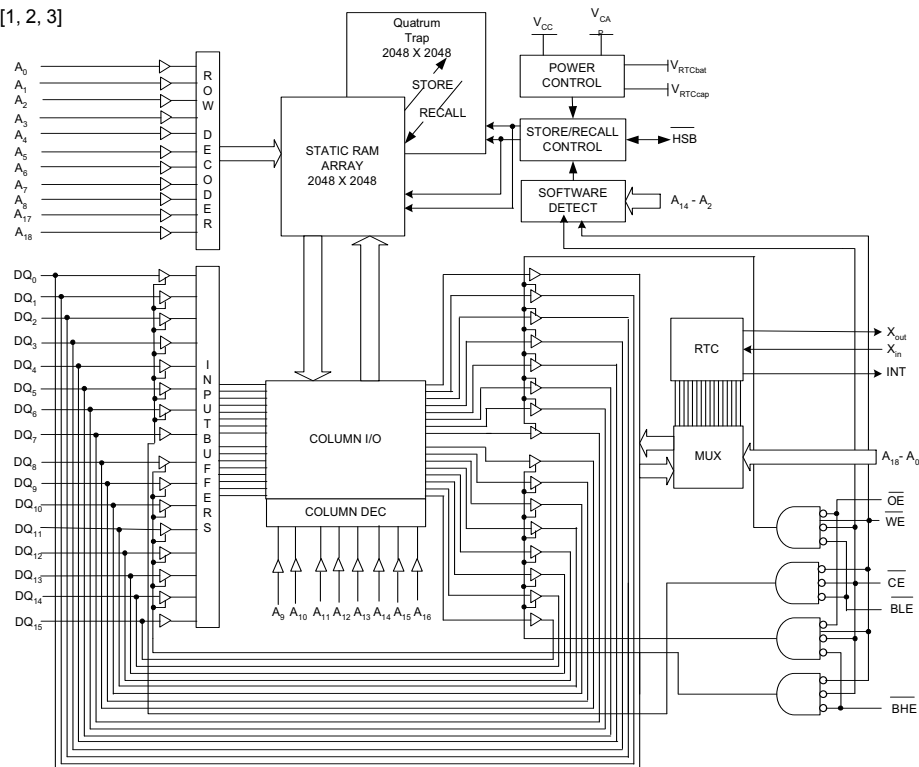 [1, 2, 3]
Quatrum
Trap
2048 X 2048
STORE
RECALL
VCC
VCA
P
POWER
CONTROL
VRTCbat
VRTCcap
A0
A1
A2
A3
A4
A5
A6
A7
A8
A17
A18
ROW DECODER
STATIC RAM
ARRAY
2048 X 2048
STORE/RECALL
CONTROL
HSB
SOFTWARE
DETECT
A14 - A2
DQ0
DQ1
DQ2
DQ3
DQ4
DQ5
DQ6
DQ7
DQ8
DQ9
DQ10
DQ11
DQ12
DQ13
DQ14
DQ15
INPUTBUFFERS
COLUMN I/O
COLUMN DEC
A9
A10
A11
A12
A13
A14
A15
A16
RTC
Xout
Xin
INT
MUX
A18- A0
OE
WE
CE
BLE
BHE